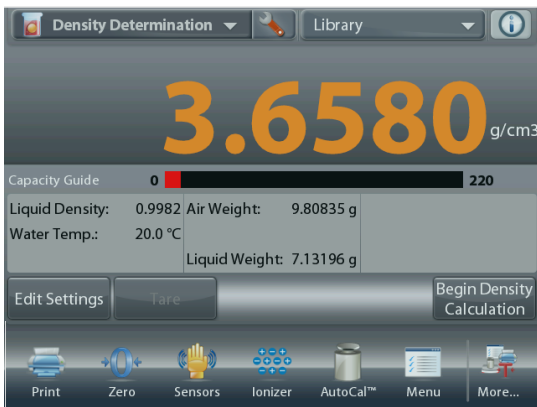 Density Determination
Library
3.6580 g/cm3
Capacity Guide 0 220
Liquid Density: 0.9982 Air Weight: 9.80835 g
Water Temp.: 20.0 °C
Liquid Weight: 7.13196 g
Edit Settings Tare Begin Density
Calculation
Print Zero Sensors Ionizer AutoCal™ Menu More...